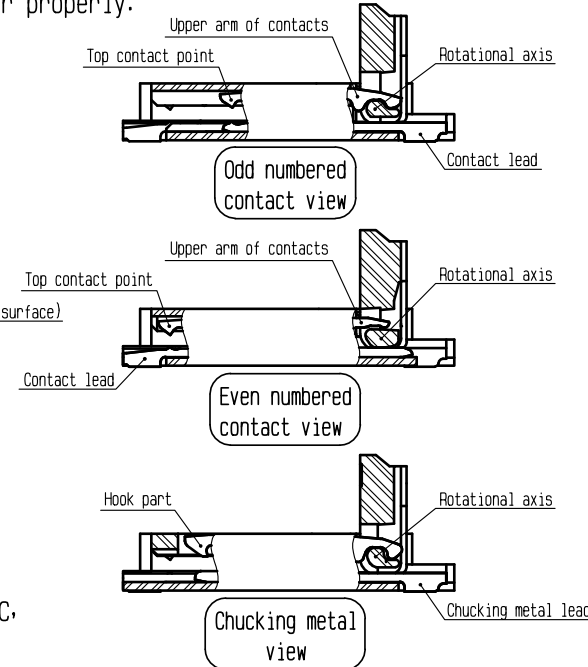 r properly.
Upper arm of contacts
Top contact point
Rotational axis
Contact lead
Odd numbered
contact view
Upper arm of contacts
Top contact point
Rotational axis
surface)
Contact lead
Even numbered
contact view
Hook part
Rotational axis
C,
Chucking metal lead
Chucking metal
view